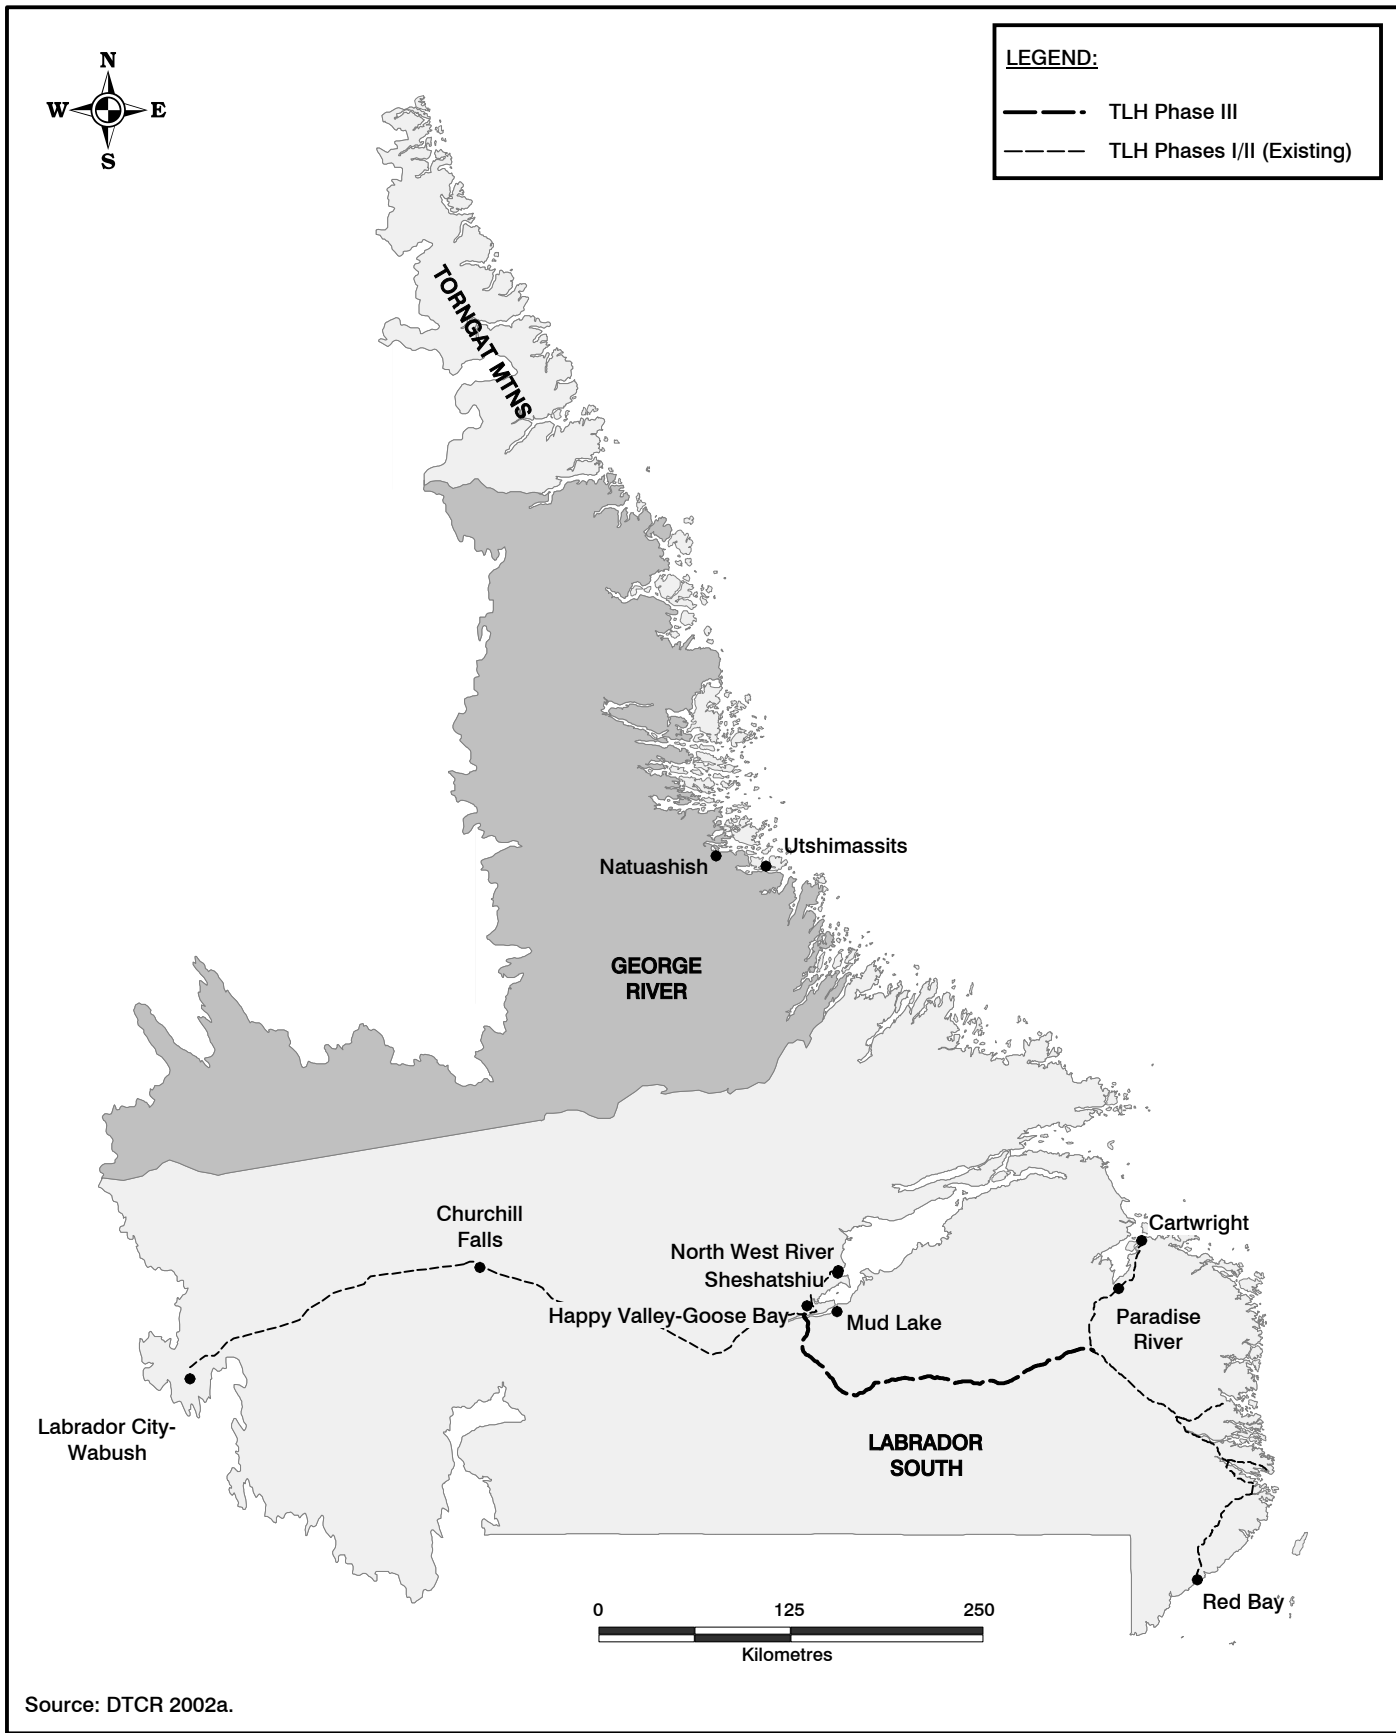 N
W E
S
LEGEND:
TLH Phase III
TLH Phases I/II (Existing)
TORNGAT MTNS
Utshimassits
Natuashish
GEORGE
RIVER
Churchill
Falls
Cartwright
North West River
Sheshatshiu
Happy Valley-Goose Bay
Mud Lake
Paradise
River
Labrador City-
Wabush
LABRADOR
SOUTH
Red Bay
0 125 250
Kilometres
Source: DTCR 2002a.